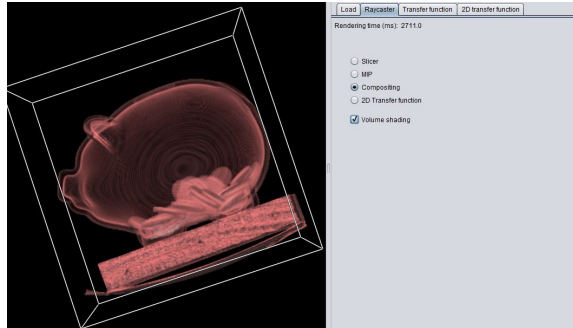 Load Raycaster Transfer function 2D transfer function
Rendering time (ms): 2711.0
Slicer
MIP
Compositing
2D Transfer function
Volume shading